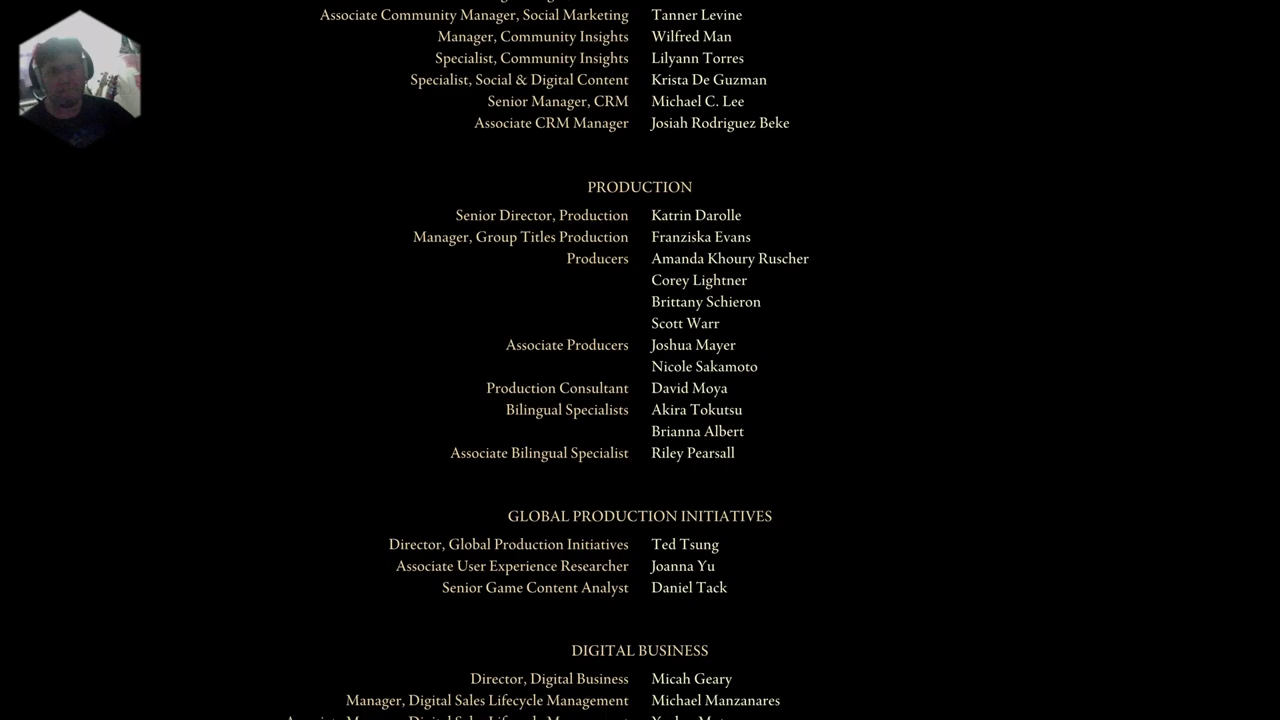 Associate Community Manager, Social Marketing Tanner Levine
Manager, Community Insights Wilfred Man
Specialist, Community Insights Lilyann Torres
Specialist, Social & Digital Content Krista De Guzman
Senior Manager, CRM Michael C. Lee
Associate CRM Manager Josiah Rodriguez Beke
PRODUCTION
Senior Director, Production Katrin Darolle
Manager, Group Titles Production Franziska Evans
Producers Amanda Khoury Ruscher
Corey Lightner
Brittany Schieron
Scott Warr
Associate Producers Joshua Mayer
Nicole Sakamoto
Production Consultant David Moya
Bilingual Specialists Akira Tokutsu
Brianna Albert
Associate Bilingual Specialist Riley Pearsall
GLOBAL PRODUCTION INITIATIVES
Director, Global Production Initiatives Ted Tsung
Associate User Experience Researcher Joanna Yu
Senior Game Content Analyst Daniel Tack
DIGITAL BUSINESS
Director, Digital Business Micah Geary
Manager, Digital Sales Lifecycle Management Michael Manzanares